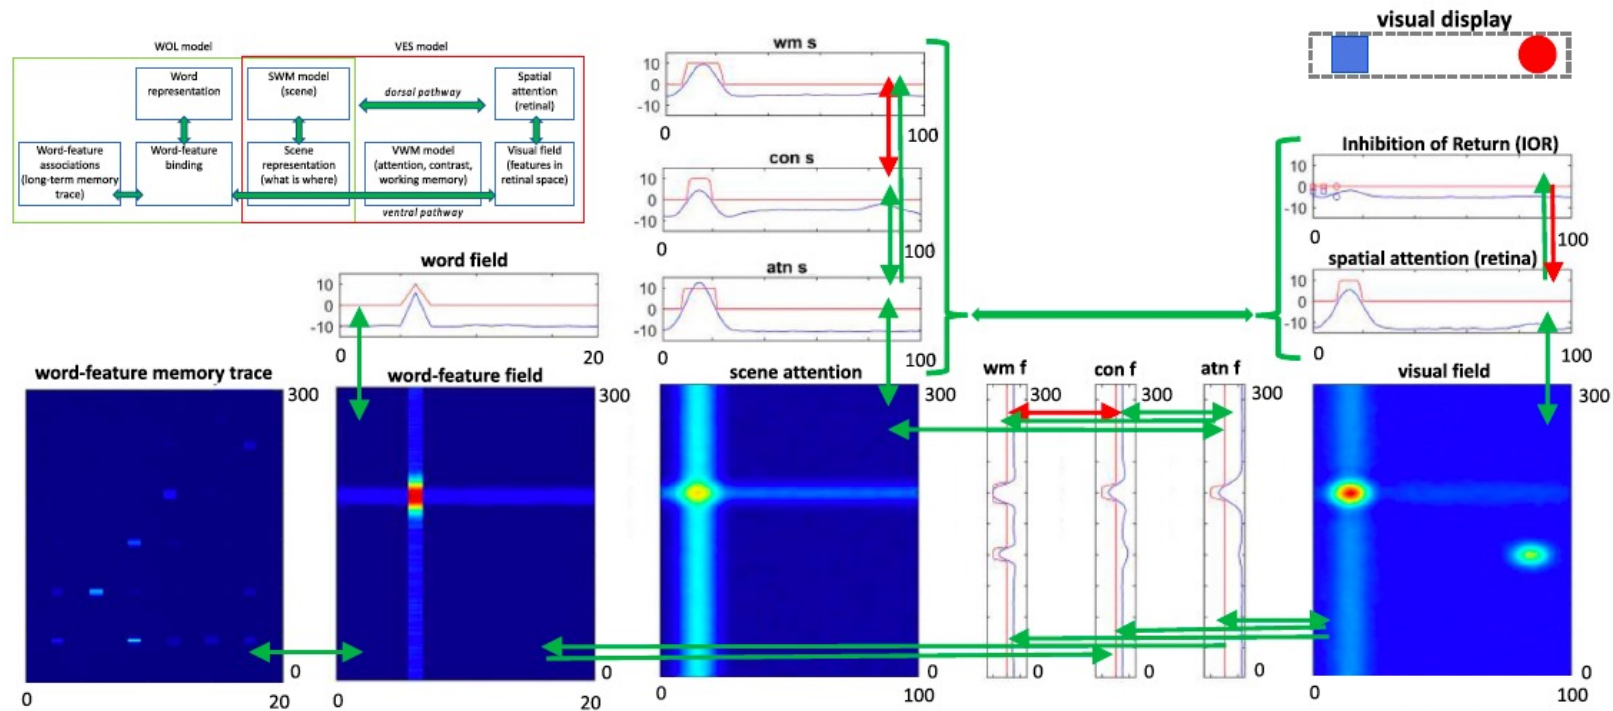 WOL model
VES model
Word
representation
SWM model
(scene)
dorsal pathway
Spatial
attention
(retinal)
Word-feature
associations
(long-term memory
trace)
Word-feature
binding
Scene
representation
(what is where)
VWM model
(attention, contrast,
working memory)
Visual field
(features in
retinal space)
ventral pathway
wm s
10
0
-10
0
100
con s
10
0
-10
0
100
atn s
10
0
-10
0
100
visual display
Inhibition of Return (IOR)
10
0
-10
0
100
spatial attention (retina)
10
0
-10
0
100
word field
10
0
-10
0
20
word-feature memory trace
300
0
0
20
word-feature field
300
0
0
20
scene attention
300
0
0
100
wm f
300
0
con f
300
0
atn f
300
0
visual field
300
0
0
100